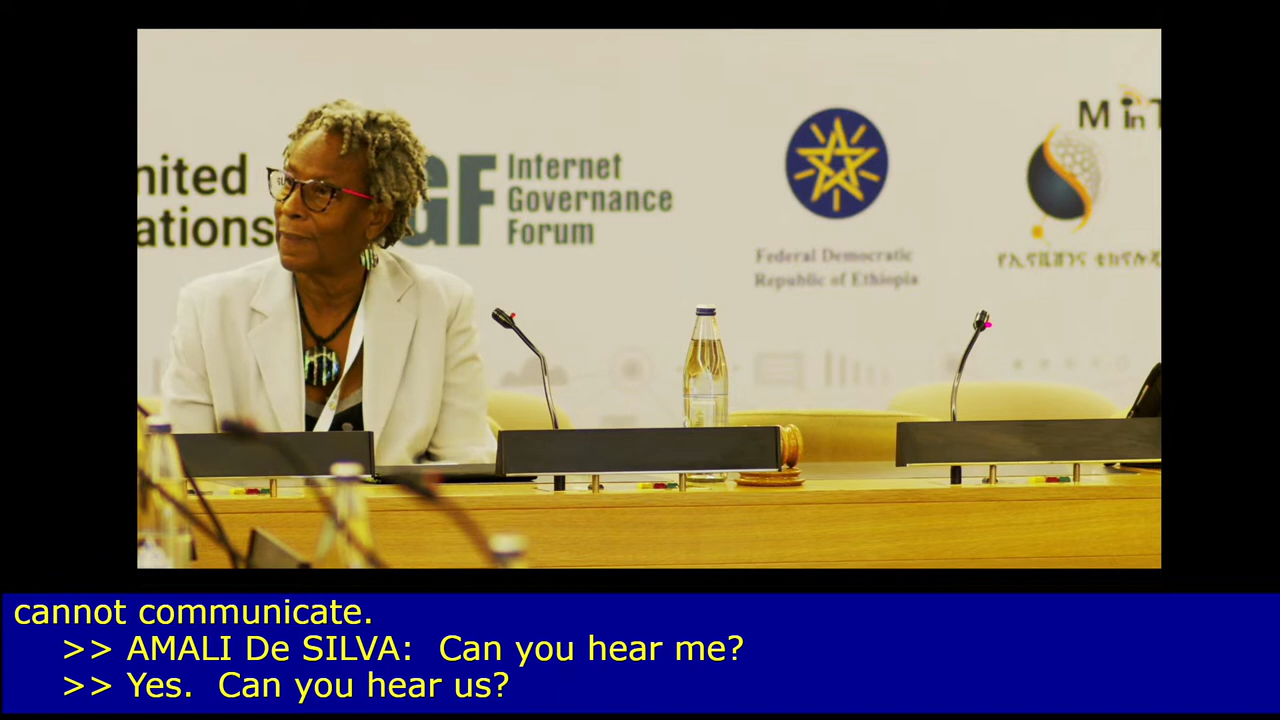 nited
ations
GF
Internet
Governance
Forum
Federal Democratic
Republic of Ethiopia
M inT
cannot communicate.
>> AMALI De SILVA: Can you hear me?
>> Yes. Can you hear us?